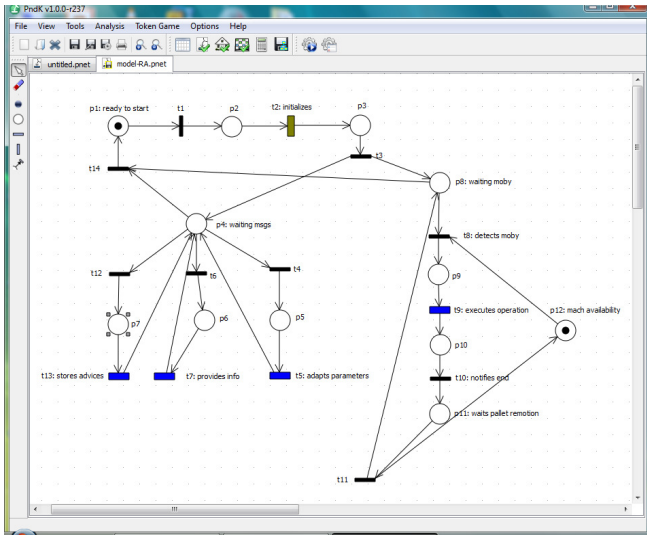 PndK v1.0.0-r237
File View Tools Analysis Token Game Options Help
untitled.pnet model-RA.pnet
p1: ready to start t1 p2 t2: initializes p3
t3
t14
p8: waiting moby
p4: waiting msgs
t8: detects moby
t12 t6 t4
p9
p7 p6 p5
t9: executes operation p12: mach availability
p10
t13: stores advices t7: provides info t5: adapts parameters
t10: notifies end
p11: waits pallet remotion
t11